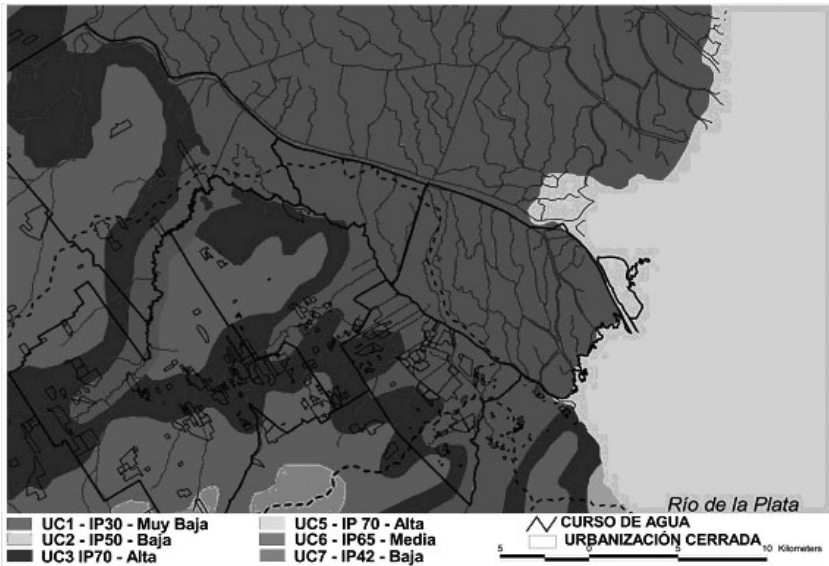 Río de la Plata
UC1 - IP30 - Muy Baja
UC2 - IP50 - Baja
UC3 IP70 - Alta
UC5 - IP 70 - Alta
UC6 - IP65 - Media
UC7 - IP42 - Baja
CURSO DE AGUA
URBANIZACIÓN CERRADA
5 0 5 10 Kilometers